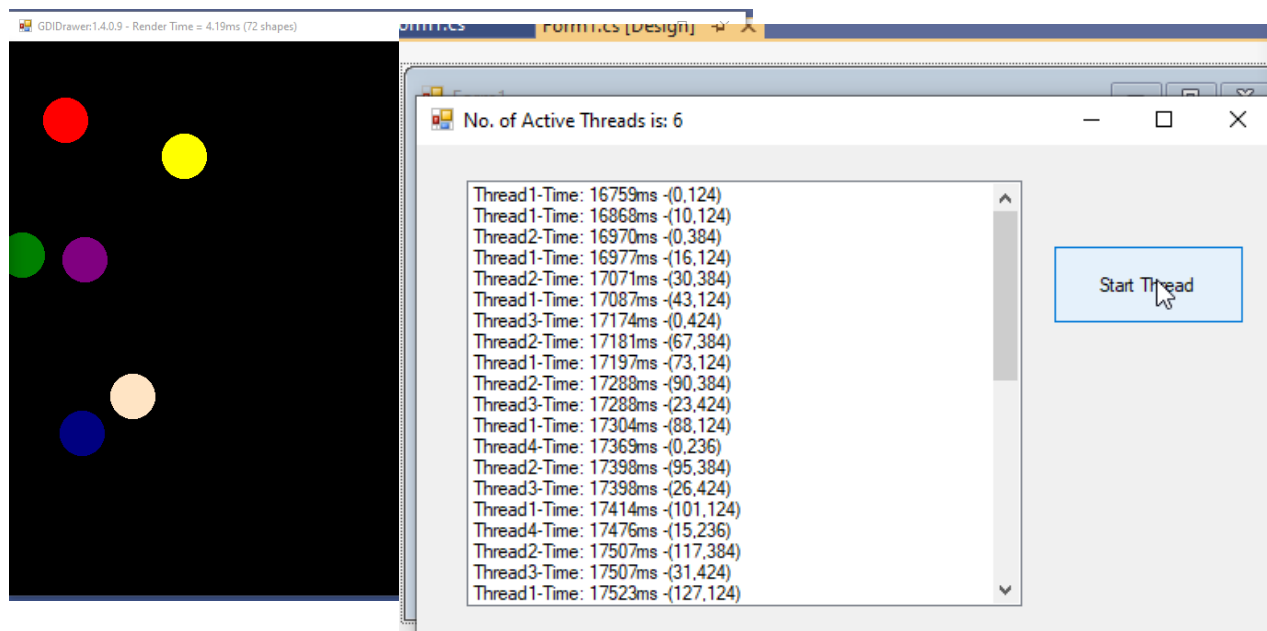 GDIDrawer:1.4.0.9 - Render Time = 4.19ms (72 shapes)
Form1.cs [Design]
No. of Active Threads is: 6
Thread1-Time: 16759ms -(0,124)
Thread1-Time: 16868ms -(10,124)
Thread2-Time: 16970ms -(0,384)
Thread1-Time: 16977ms -(16,124)
Thread2-Time: 17071ms -(30,384)
Thread1-Time: 17087ms -(43,124)
Thread3-Time: 17174ms -(0,424)
Thread2-Time: 17181ms -(67,384)
Thread1-Time: 17197ms -(73,124)
Thread2-Time: 17288ms -(90,384)
Thread3-Time: 17288ms -(23,424)
Thread1-Time: 17304ms -(88,124)
Thread4-Time: 17369ms -(0,236)
Thread2-Time: 17398ms -(95,384)
Thread3-Time: 17398ms -(26,424)
Thread1-Time: 17414ms -(101,124)
Thread4-Time: 17476ms -(15,236)
Thread2-Time: 17507ms -(117,384)
Thread3-Time: 17507ms -(31,424)
Thread1-Time: 17523ms -(127,124)
Start Thread